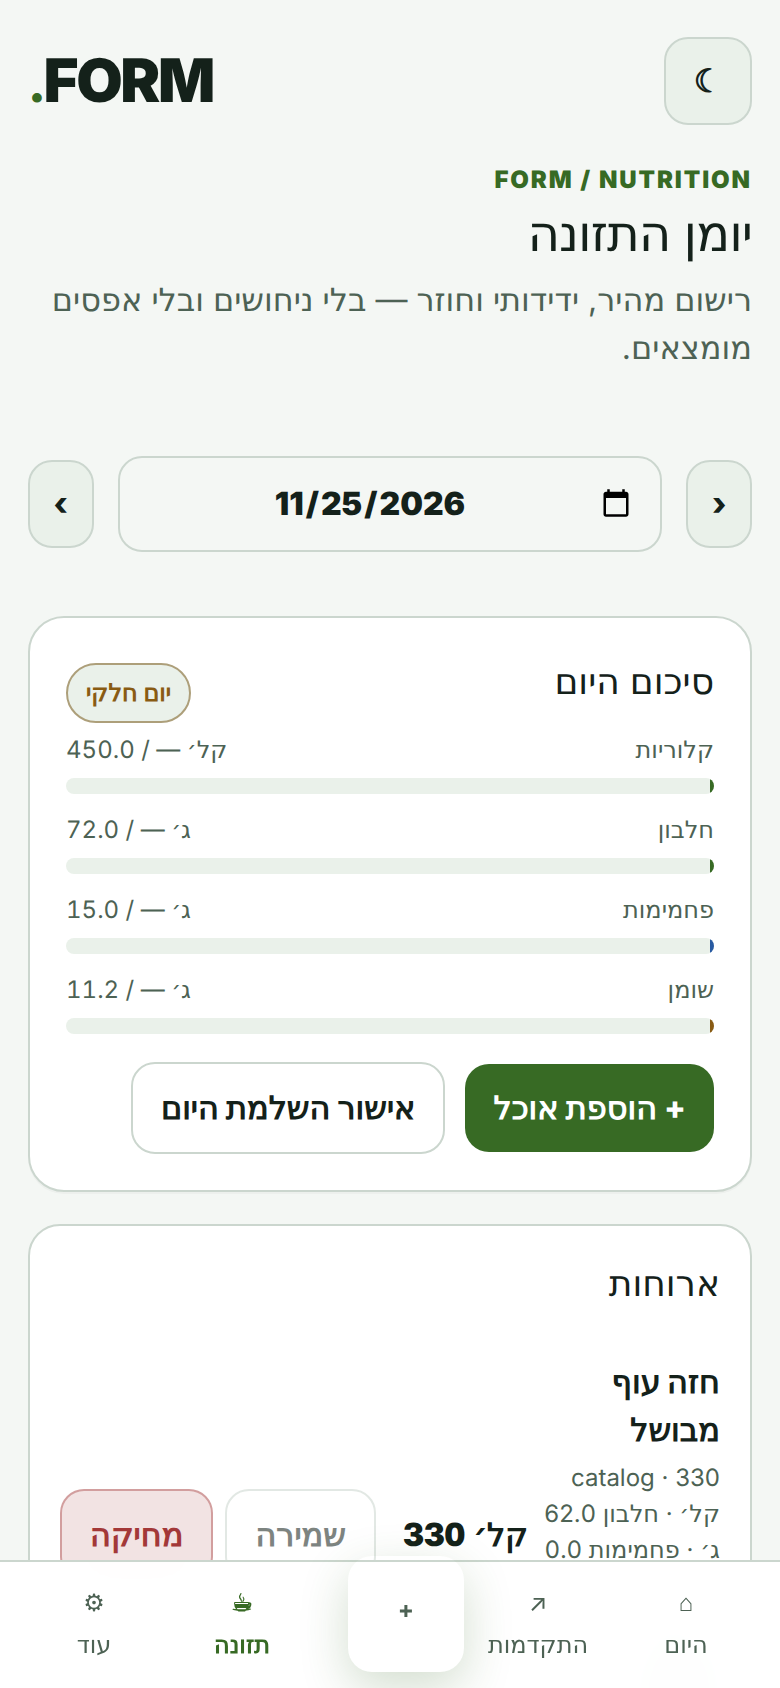 FORM.
☾
FORM / NUTRITION
יומן התזונה
רישום מהיר, ידידותי וחוזר — בלי ניחושים ובלי אפסים
מומצאים.
‹ 11/25/2026 ›
סיכום היום
יום חלקי
קלוריות
450.0 / — קל׳
חלבון
72.0 / — ג׳
פחמימות
15.0 / — ג׳
שומן
11.2 / — ג׳
+ הוספת אוכל
אישור השלמת היום
ארוחות
חזה עוף
מבושל
catalog · 330
קל׳ · חלבון 62.0
ג׳ · פחמימות 0.0
330 קל׳
שמירה
מחיקה
היום
התקדמות
+
תזונה
עוד